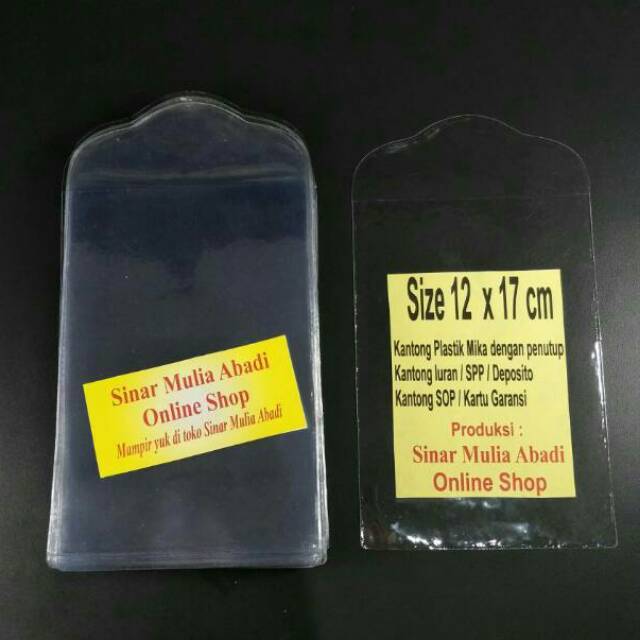 Sinar Mulia Abadi
Online Shop
Mampir yuk di toko Sinar Mulia Abadi
Size 12 x 17 cm
Kantong Plastik Mika dengan penutup
Kantong Iuran / SPP / Deposito
Kantong SOP / Kartu Garansi
Produksi :
Sinar Mulia Abadi
Online Shop